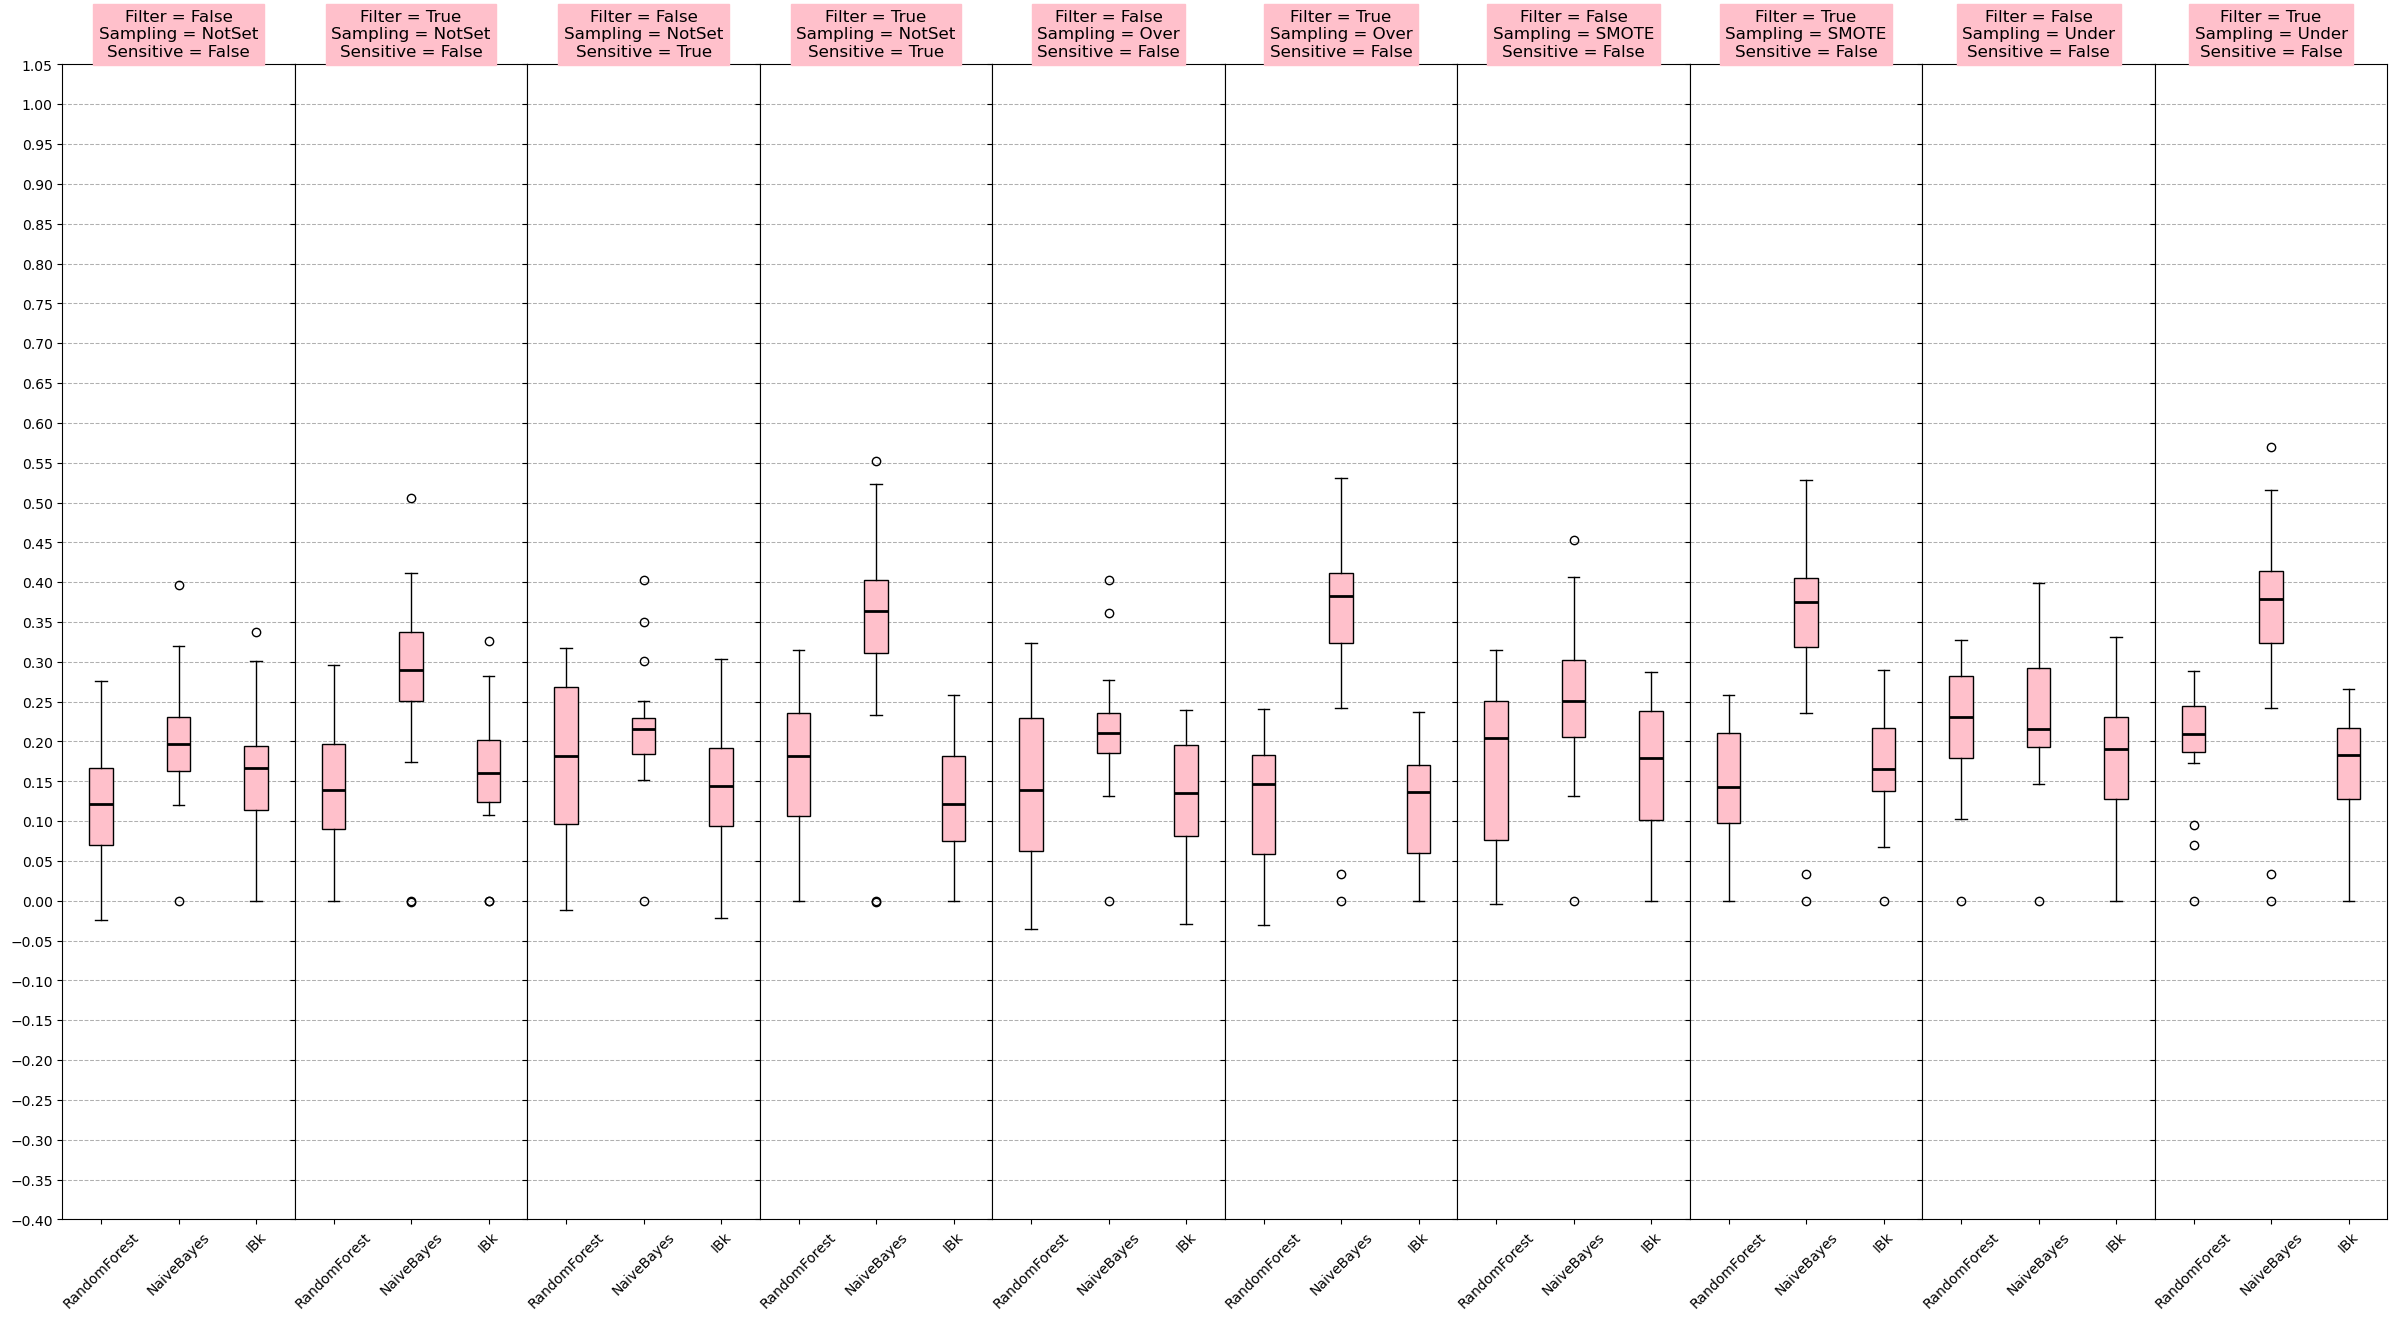 Filter = False
Sampling = NotSet
Sensitive = False
Filter = True
Sampling = NotSet
Sensitive = False
Filter = False
Sampling = NotSet
Sensitive = True
Filter = True
Sampling = NotSet
Sensitive = True
Filter = False
Sampling = Over
Sensitive = False
Filter = True
Sampling = Over
Sensitive = False
Filter = False
Sampling = SMOTE
Sensitive = False
Filter = True
Sampling = SMOTE
Sensitive = False
Filter = False
Sampling = Under
Sensitive = False
Filter = True
Sampling = Under
Sensitive = False
1.05
1.00
0.95
0.90
0.85
0.80
0.75
0.70
0.65
0.60
0.55
0.50
0.45
0.40
0.35
0.30
0.25
0.20
0.15
0.10
0.05
0.00
−0.05
−0.10
−0.15
−0.20
−0.25
−0.30
−0.35
−0.40
RandomForest
NaiveBayes
IBk
RandomForest
NaiveBayes
IBk
RandomForest
NaiveBayes
IBk
RandomForest
NaiveBayes
IBk
RandomForest
NaiveBayes
IBk
RandomForest
NaiveBayes
IBk
RandomForest
NaiveBayes
IBk
RandomForest
NaiveBayes
IBk
RandomForest
NaiveBayes
IBk
RandomForest
NaiveBayes
IBk